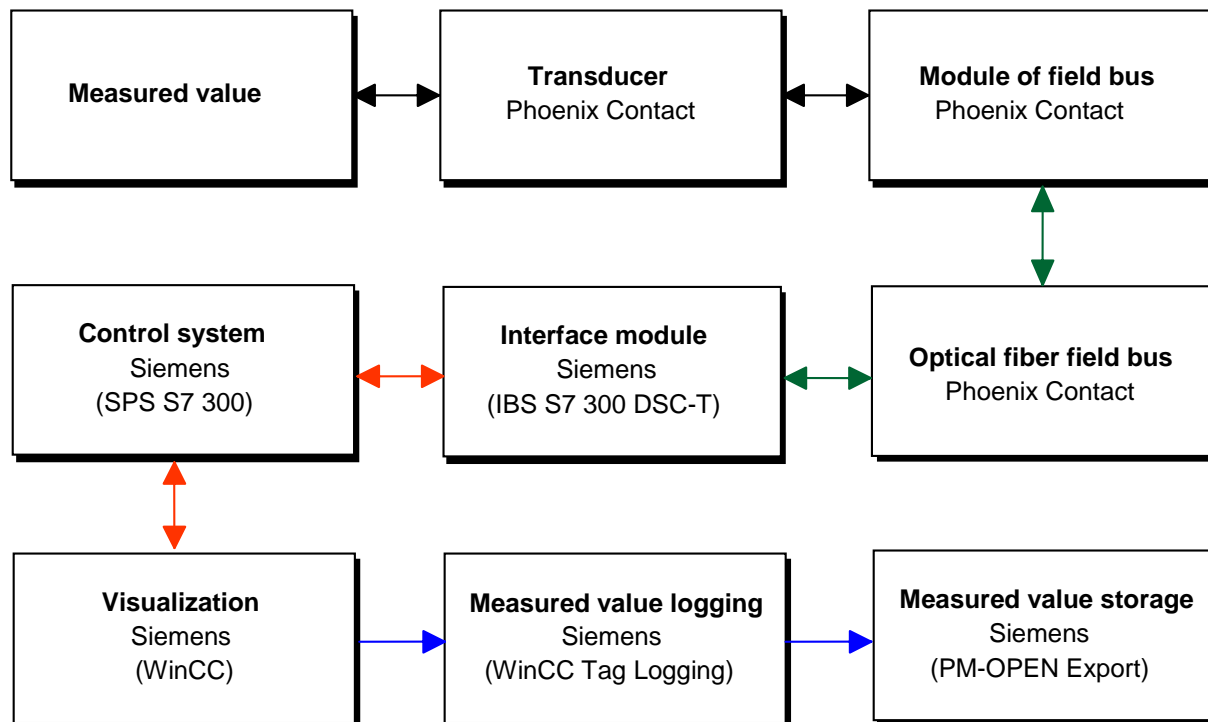 Measured value
Transducer
Phoenix Contact
Module of field bus
Phoenix Contact
Control system
Siemens
(SPS S7 300)
Interface module
Siemens
(IBS S7 300 DSC-T)
Optical fiber field bus
Phoenix Contact
Visualization
Siemens
(WinCC)
Measured value logging
Siemens
(WinCC Tag Logging)
Measured value storage
Siemens
(PM-OPEN Export)